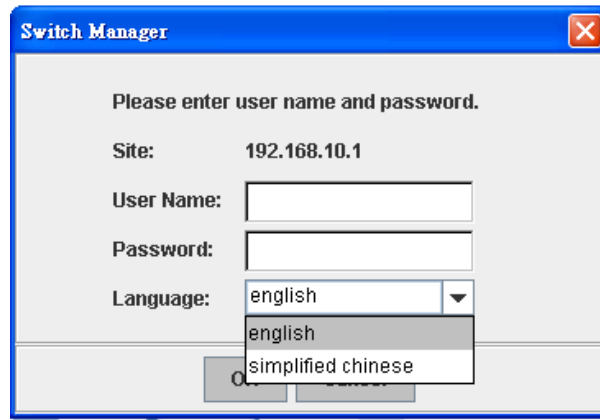 Switch Manager
Please enter user name and password.
Site: 192.168.10.1
User Name:
Password:
Language: english
english
simplified chinese